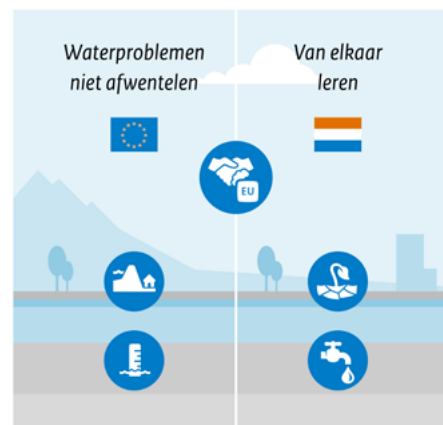 Waterproblemen
niet afwentelen
Van elkaar
leren
EU